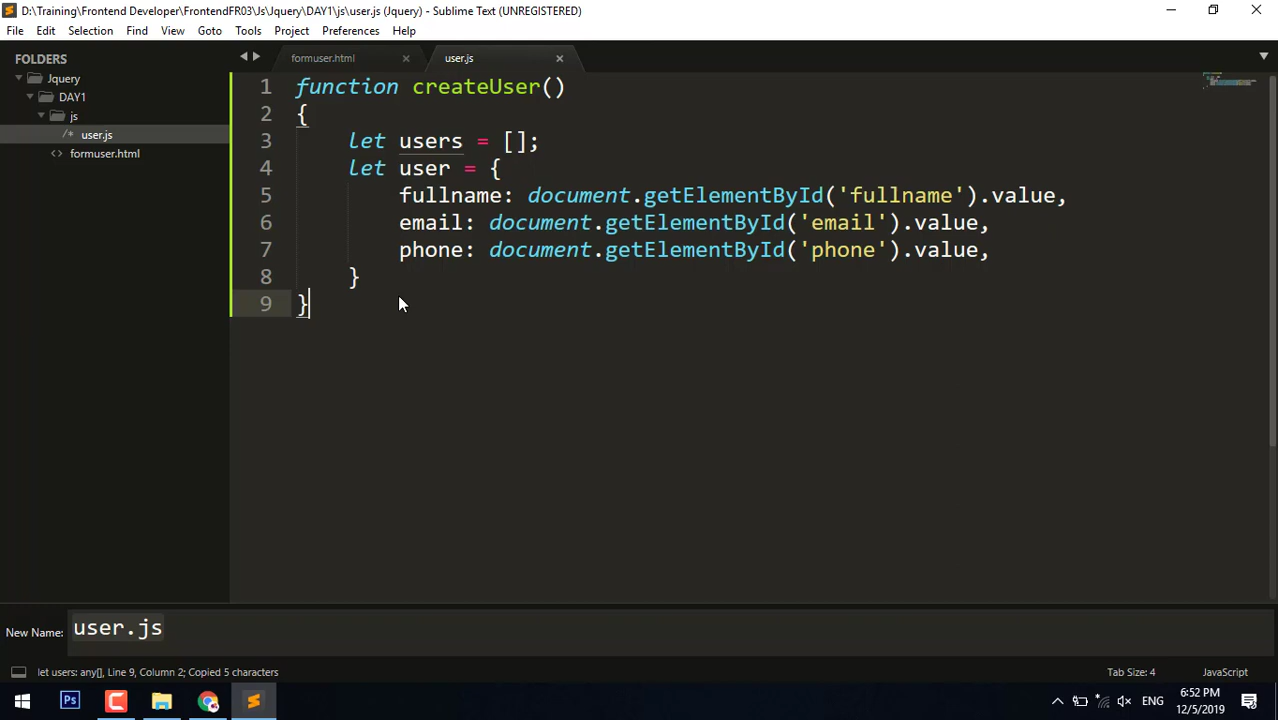 D:\Training\Frontend Developer\FrontendFR03\Js\Jquery\DAY1\js\user.js (Jquery) - Sublime Text (UNREGISTERED)
File Edit Selection Find View Goto Tools Project Preferences Help
FOLDERS
Jquery
DAY1
js
/* user.js
<> formuser.html
formuser.html × user.js ×
1 function createUser()
2 {
3 let users = [];
4 let user = {
5 fullname: document.getElementById('fullname').value,
6 email: document.getElementById('email').value,
7 phone: document.getElementById('phone').value,
8 }
9 }
New Name: user.js
let users: any[], Line 9, Column 2; Copied 5 characters
Tab Size: 4 JavaScript
Ps
ENG
6:52 PM
12/5/2019